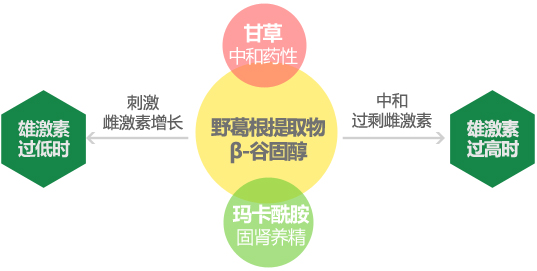 甘草
中和药性
刺激
雌激素增长
雄激素
过低时
野葛根提取物
β-谷固醇
中和
过剩雌激素
雄激素
过高时
玛卡酰胺
固肾养精